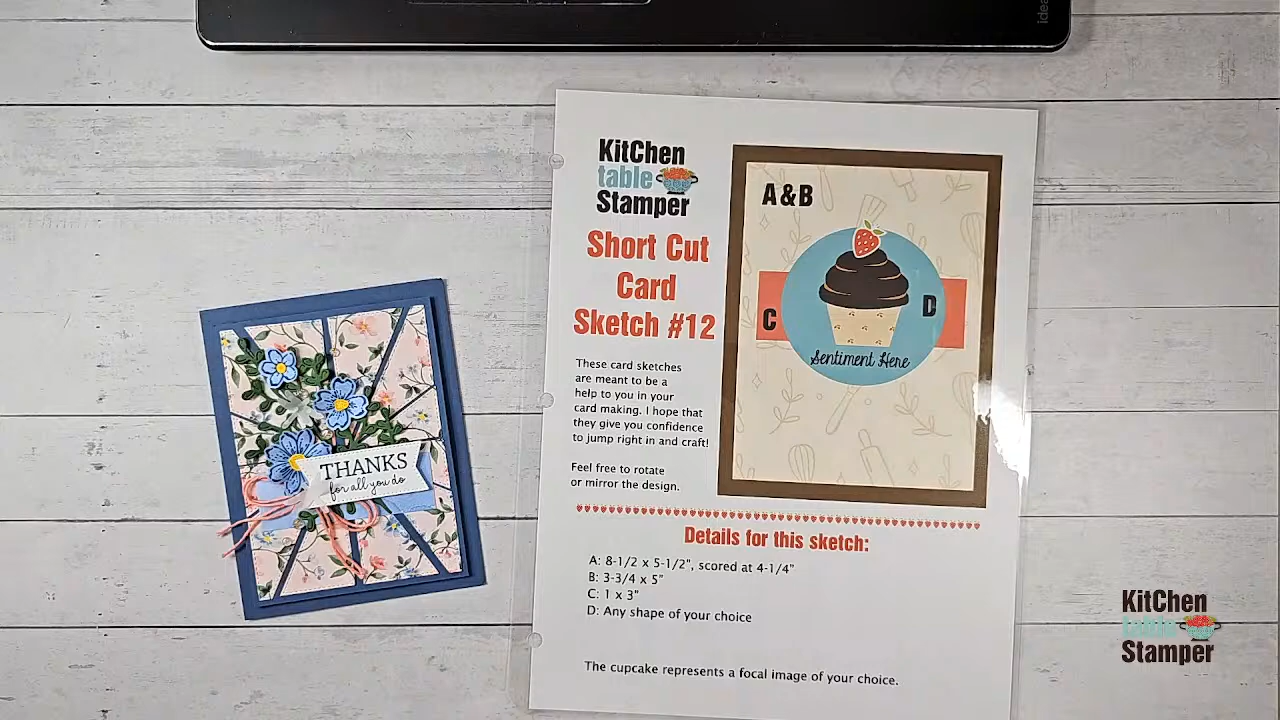 idea
KitChen
table
Stamper
Short Cut
Card
Sketch #12
These card sketches
are meant to be a
help to you in your
card making. I hope that
they give you confidence
to jump right in and craft!
Feel free to rotate
or mirror the design.
A & B
C
D
Sentiment Here
Details for this sketch:
A: 8-1/2 x 5-1/2", scored at 4-1/4"
B: 3-3/4 x 5"
C: 1 x 3"
D: Any shape of your choice
The cupcake represents a focal image of your choice.
THANKS
for all you do
KitChen
table
Stamper